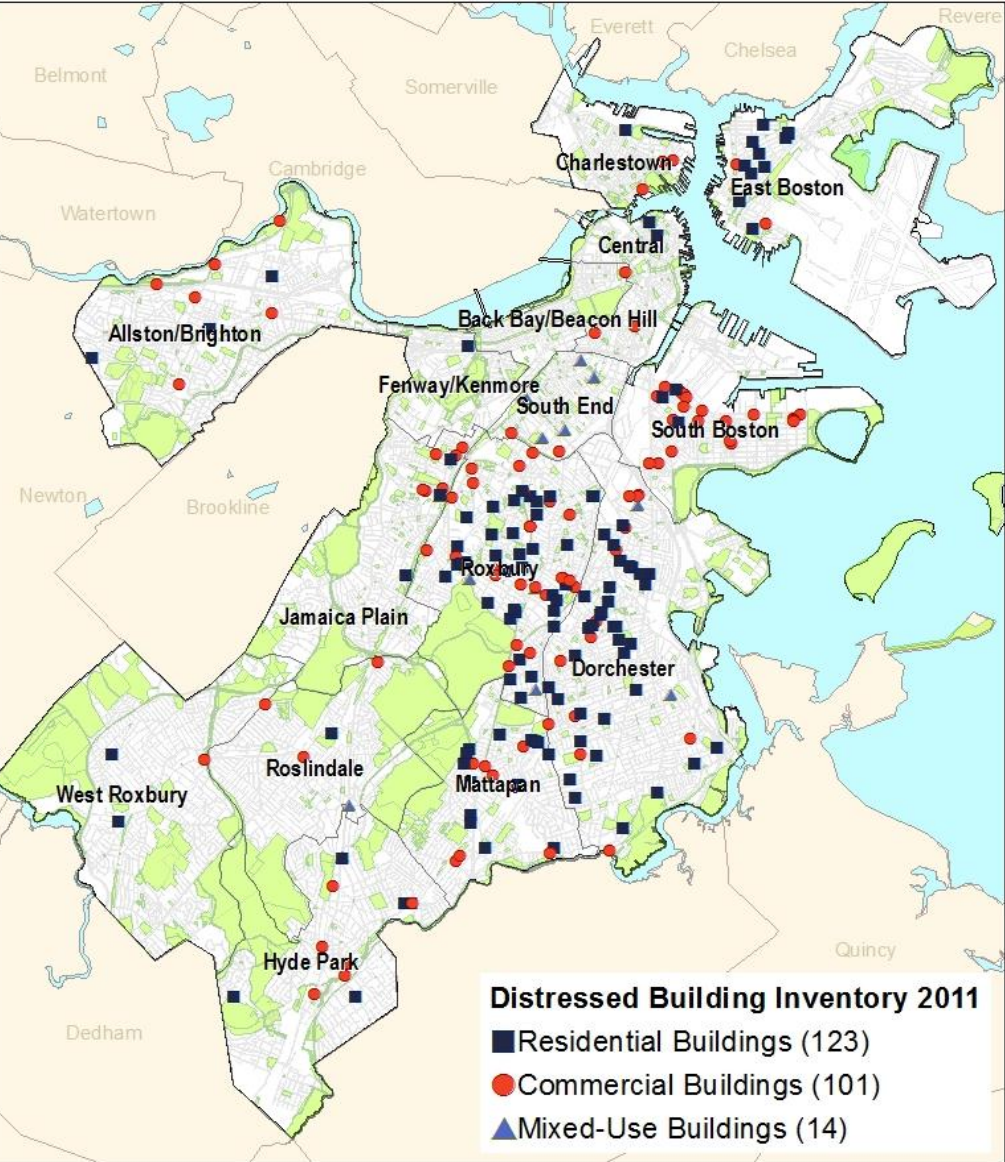 Revere
Everett
Chelsea
Belmont
Somerville
Charlestown
Cambridge
East Boston
Watertown
Central
Back Bay/Beacon Hill
Allston/Brighton
Fenway/Kenmore
South End
South Boston
Newton
Brookline
Roxbury
Jamaica Plain
Dorchester
Roslindale
Mattapan
West Roxbury
Hyde Park
Quincy
Dedham
Distressed Building Inventory 2011
Residential Buildings (123)
Commercial Buildings (101)
Mixed-Use Buildings (14)